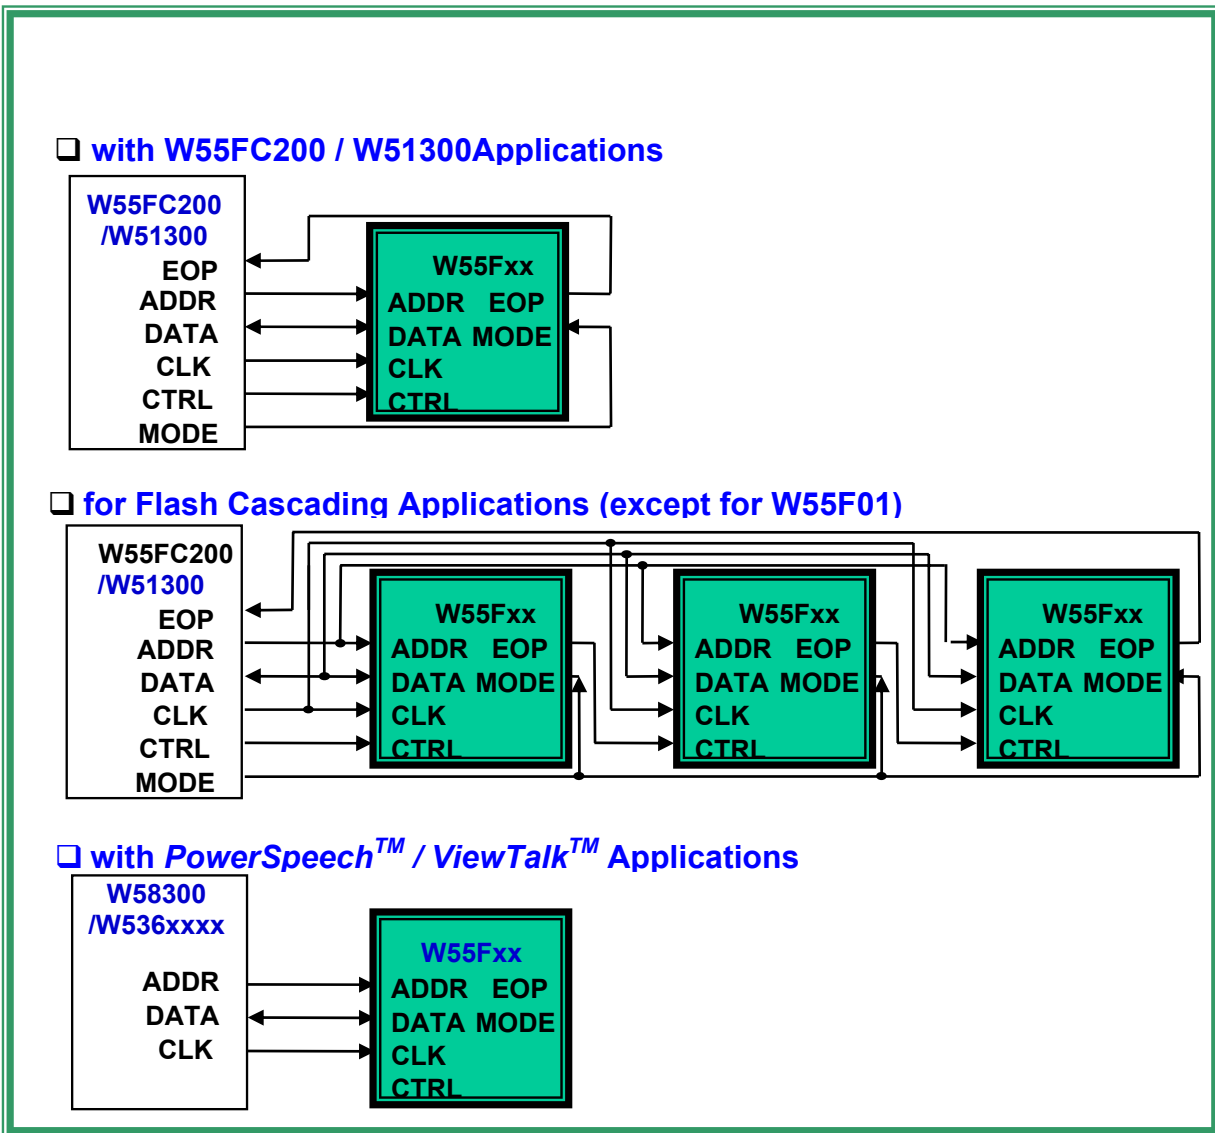 ❑ with W55FC200 / W51300Applications
W55FC200
/W51300
EOP
ADDR
DATA
CLK
CTRL
MODE
W55Fxx
ADDR EOP
DATA MODE
CLK
CTRL
❑ for Flash Cascading Applications (except for W55F01)
W55FC200
/W51300
EOP
ADDR
DATA
CLK
CTRL
MODE
W55Fxx
ADDR EOP
DATA MODE
CLK
CTRL
W55Fxx
ADDR EOP
DATA MODE
CLK
CTRL
W55Fxx
ADDR EOP
DATA MODE
CLK
CTRL
❑ with PowerSpeechTM / ViewTalkTM Applications
W58300
/W536xxxx
ADDR
DATA
CLK
W55Fxx
ADDR EOP
DATA MODE
CLK
CTRL